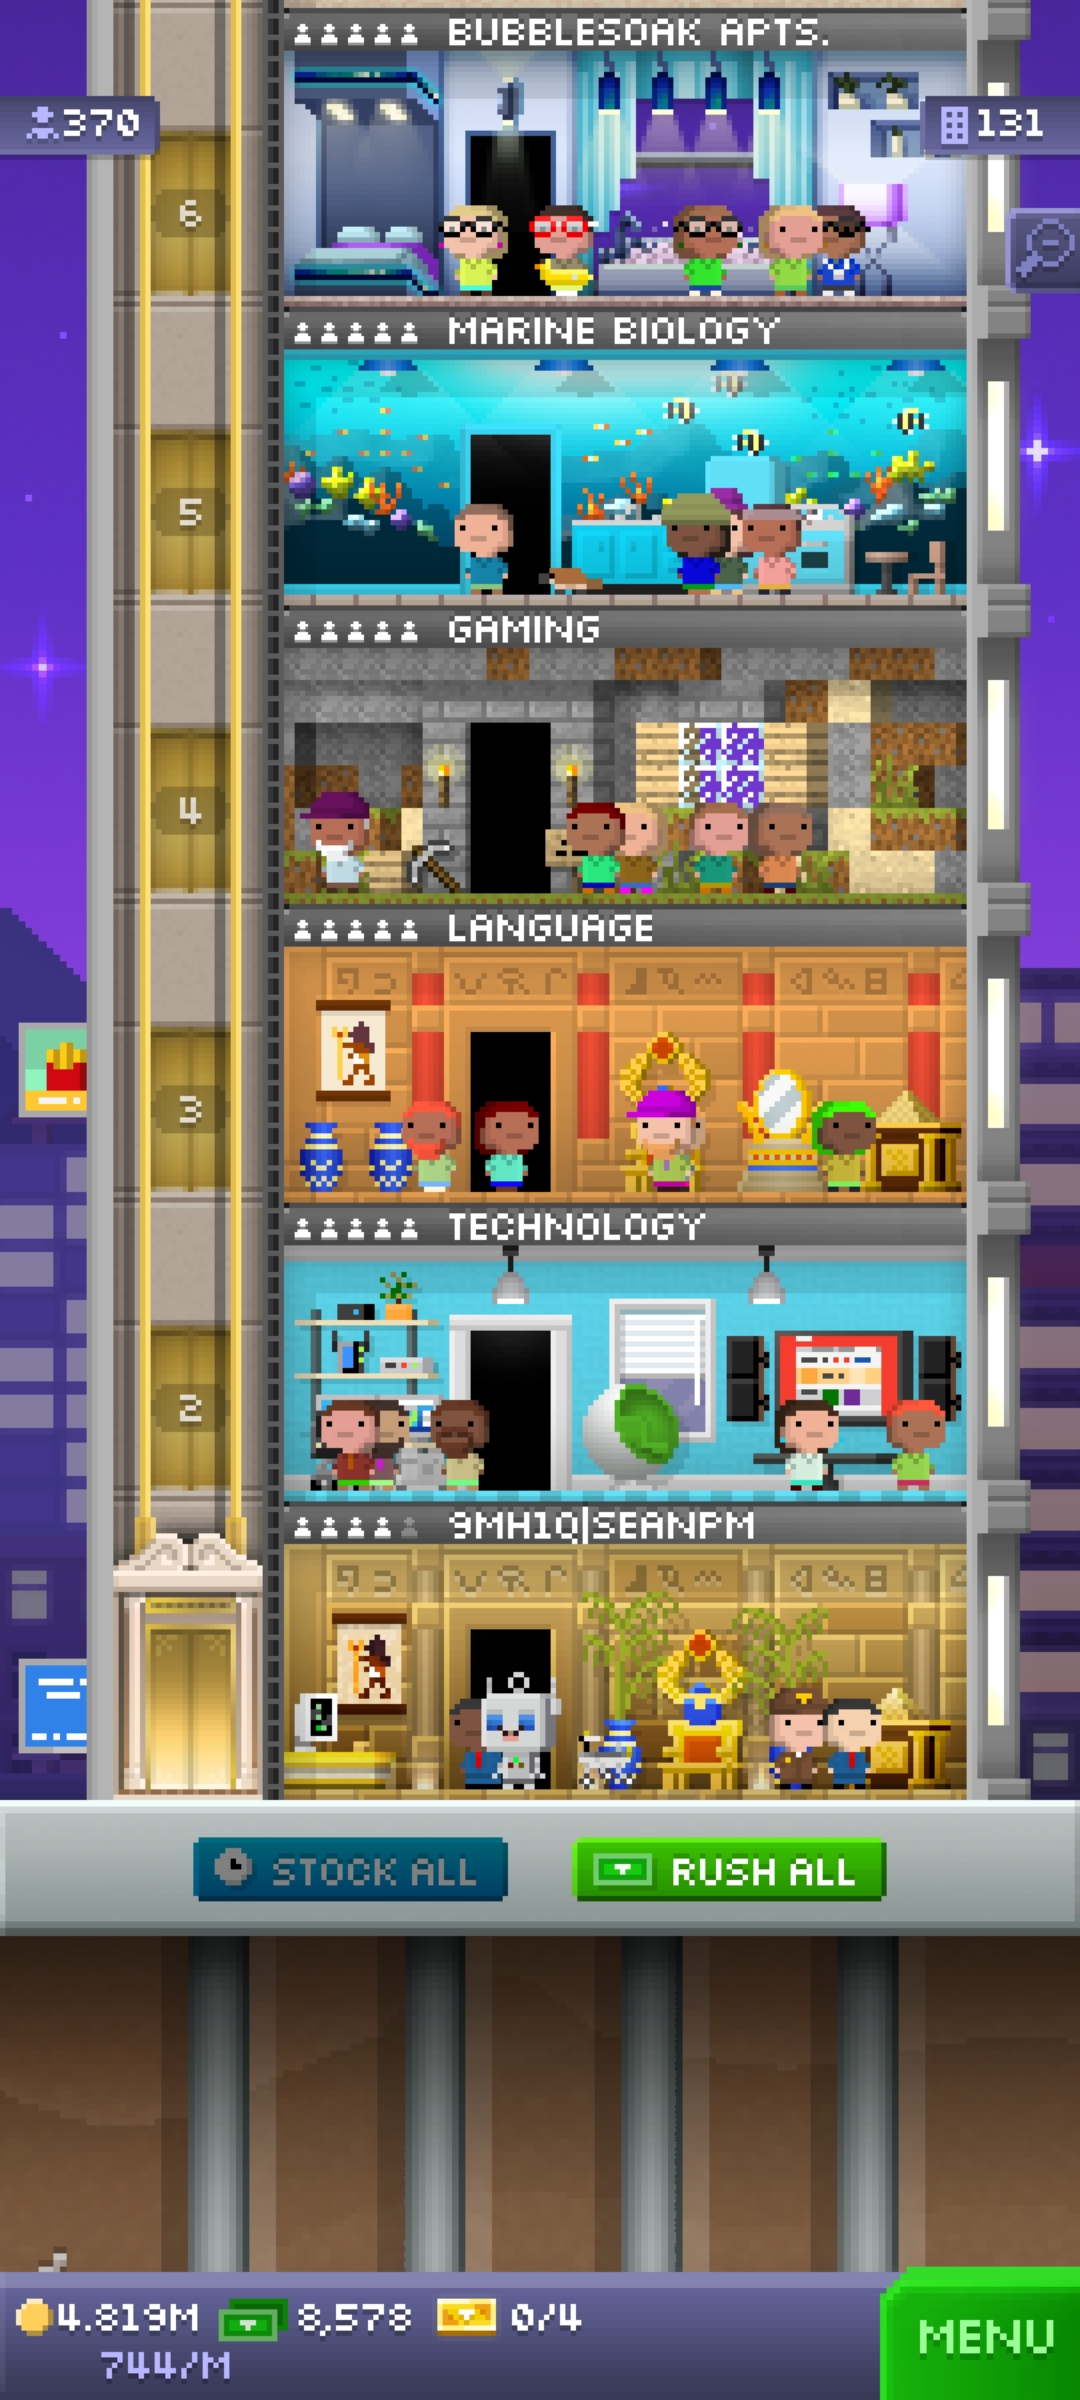 BUBBLESOAK APTS.
370
131
6
MARINE BIOLOGY
5
GAMING
4
LANGUAGE
3
TECHNOLOGY
2
9MH1Q|SEANPM
STOCK ALL
RUSH ALL
4.819M 8,578 0/4
744/M
MENU